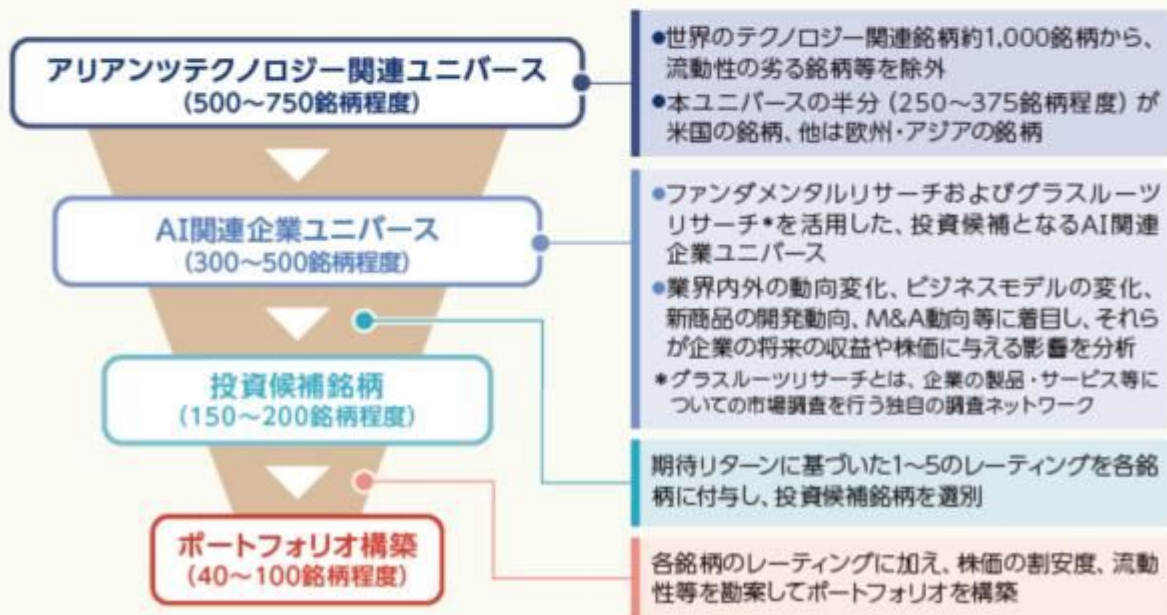 アリアンツテクノロジー関連ユニバース
(500～750銘柄程度)
●世界のテクノロジー関連銘柄約1,000銘柄から、
流動性の劣る銘柄等を除外
●本ユニバースの半分（250～375銘柄程度）が
米国の銘柄、他は欧州・アジアの銘柄
AI関連企業ユニバース
(300～500銘柄程度)
●ファンダメンタルリサーチおよびグラスルーツ
リサーチ*を活用した、投資候補となるAI関連
企業ユニバース
●業界内外の動向変化、ビジネスモデルの変化、
新商品の開発動向、M&A動向等に着目し、それら
が企業の将来の収益や株価に与える影響を分析
*グラスルーツリサーチとは、企業の製品・サービス等に
ついての市場調査を行う独自の調査ネットワーク
投資候補銘柄
(150～200銘柄程度)
期待リターンに基づいた1～5のレーティングを各銘
柄に付与し、投資候補銘柄を選別
ポートフォリオ構築
(40～100銘柄程度)
各銘柄のレーティングに加え、株価の割安度、流動
性等を勘案してポートフォリオを構築